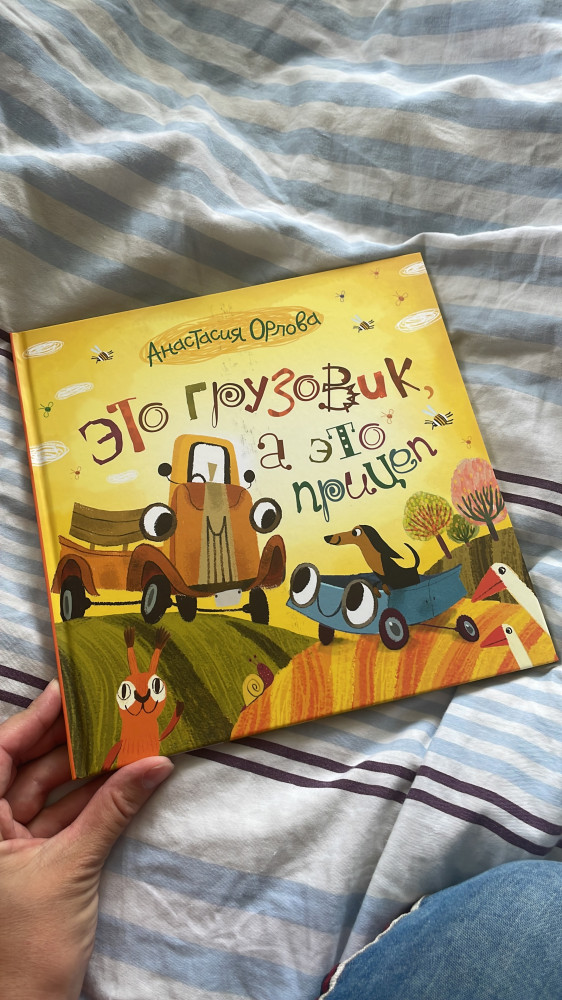 Анастасия Орлова
Это грузовик,
а это
прицеп